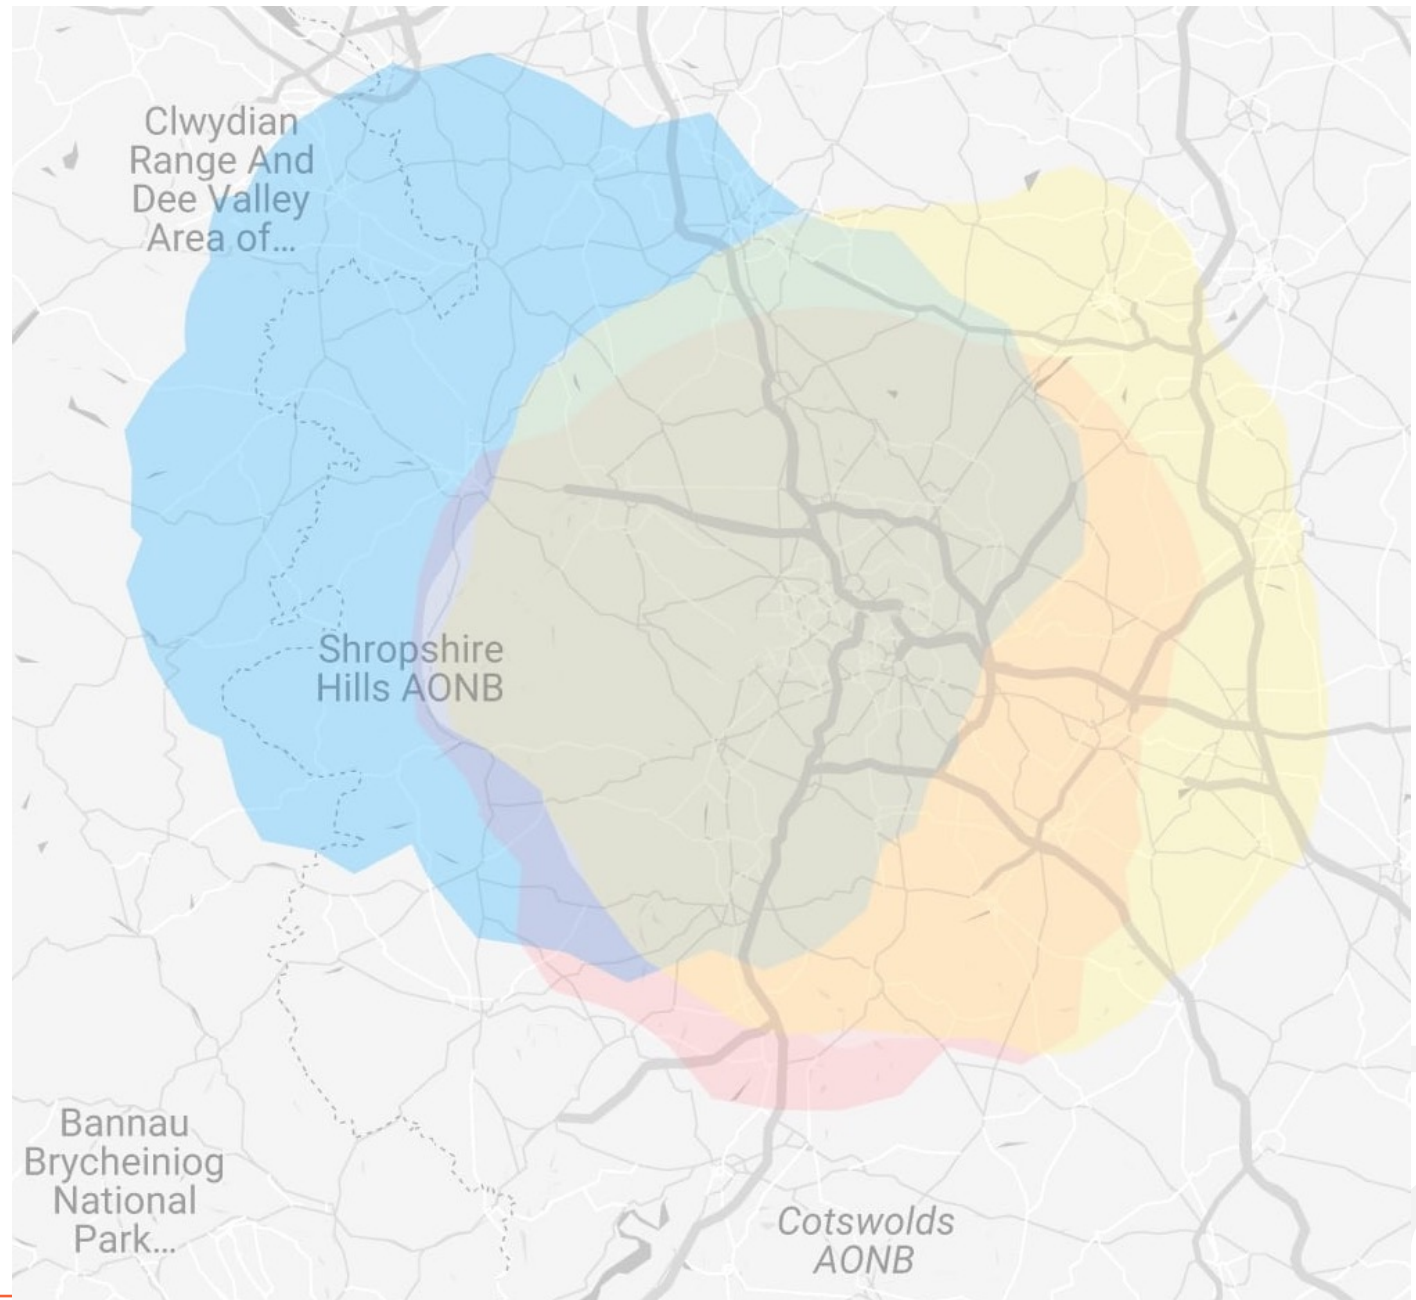 Clwydian
Range And
Dee Valley
Area of...
Shropshire
Hills AONB
Bannau
Brycheiniog
National
Park...
Cotswolds
AONB